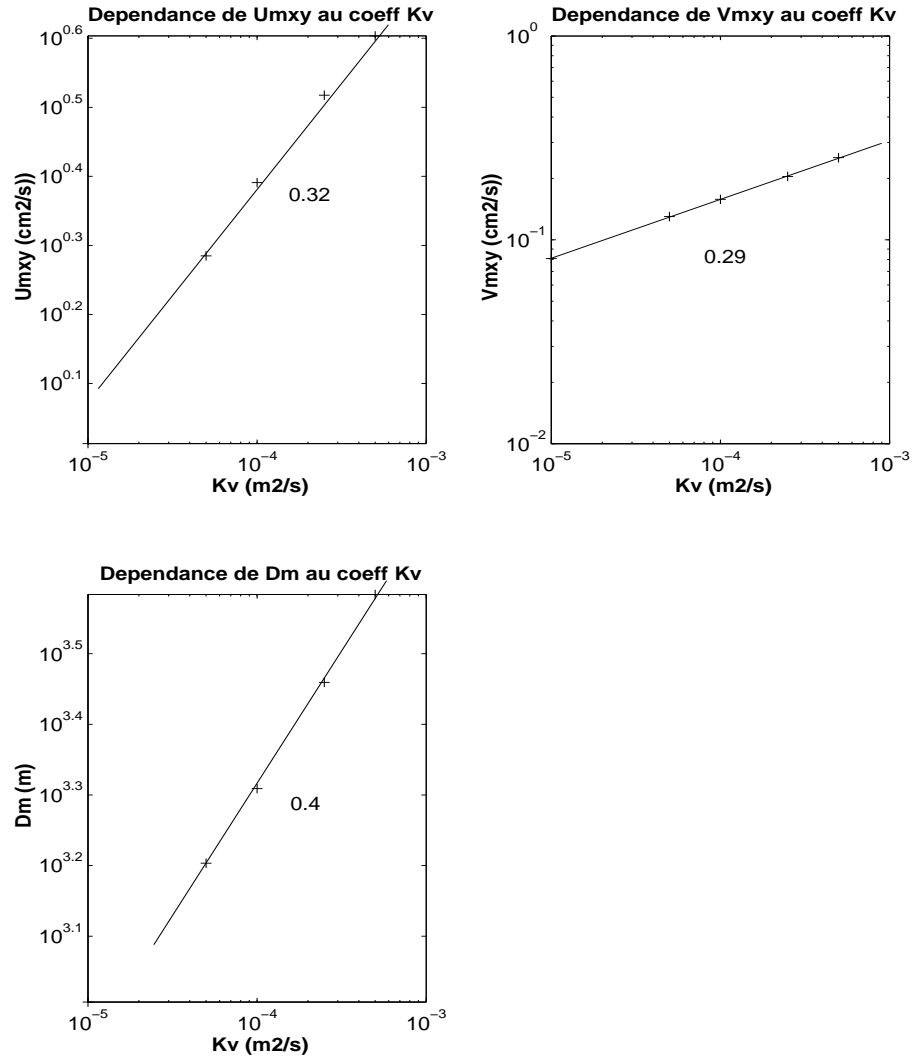 Dependance de Umxy au coeff Kv
10^0.6
10^0.5
10^0.4
10^0.3
10^0.2
10^0.1
Umxy (cm2/s))
0.32
10^-5
10^-4
10^-3
Kv (m2/s)
Dependance de Vmxy au coeff Kv
10^0
10^-1
10^-2
Vmxy (cm2/s))
0.29
10^-5
10^-4
10^-3
Kv (m2/s)
Dependance de Dm au coeff Kv
10^3.5
10^3.4
10^3.3
10^3.2
10^3.1
Dm (m)
0.4
10^-5
10^-4
10^-3
Kv (m2/s)